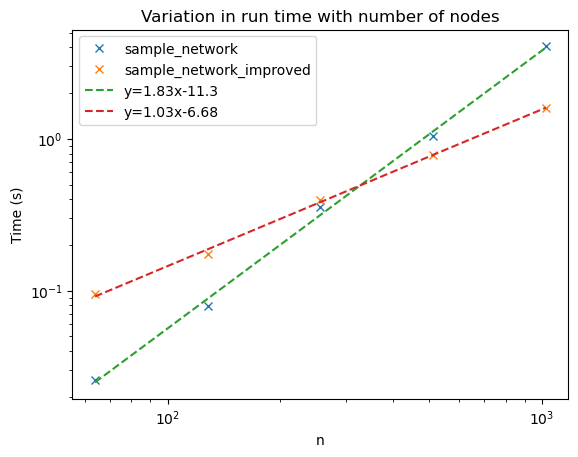 Variation in run time with number of nodes
sample_network
sample_network_improved
y=1.83x-11.3
y=1.03x-6.68
Time (s)
10⁰
10⁻¹
10²
10³
n